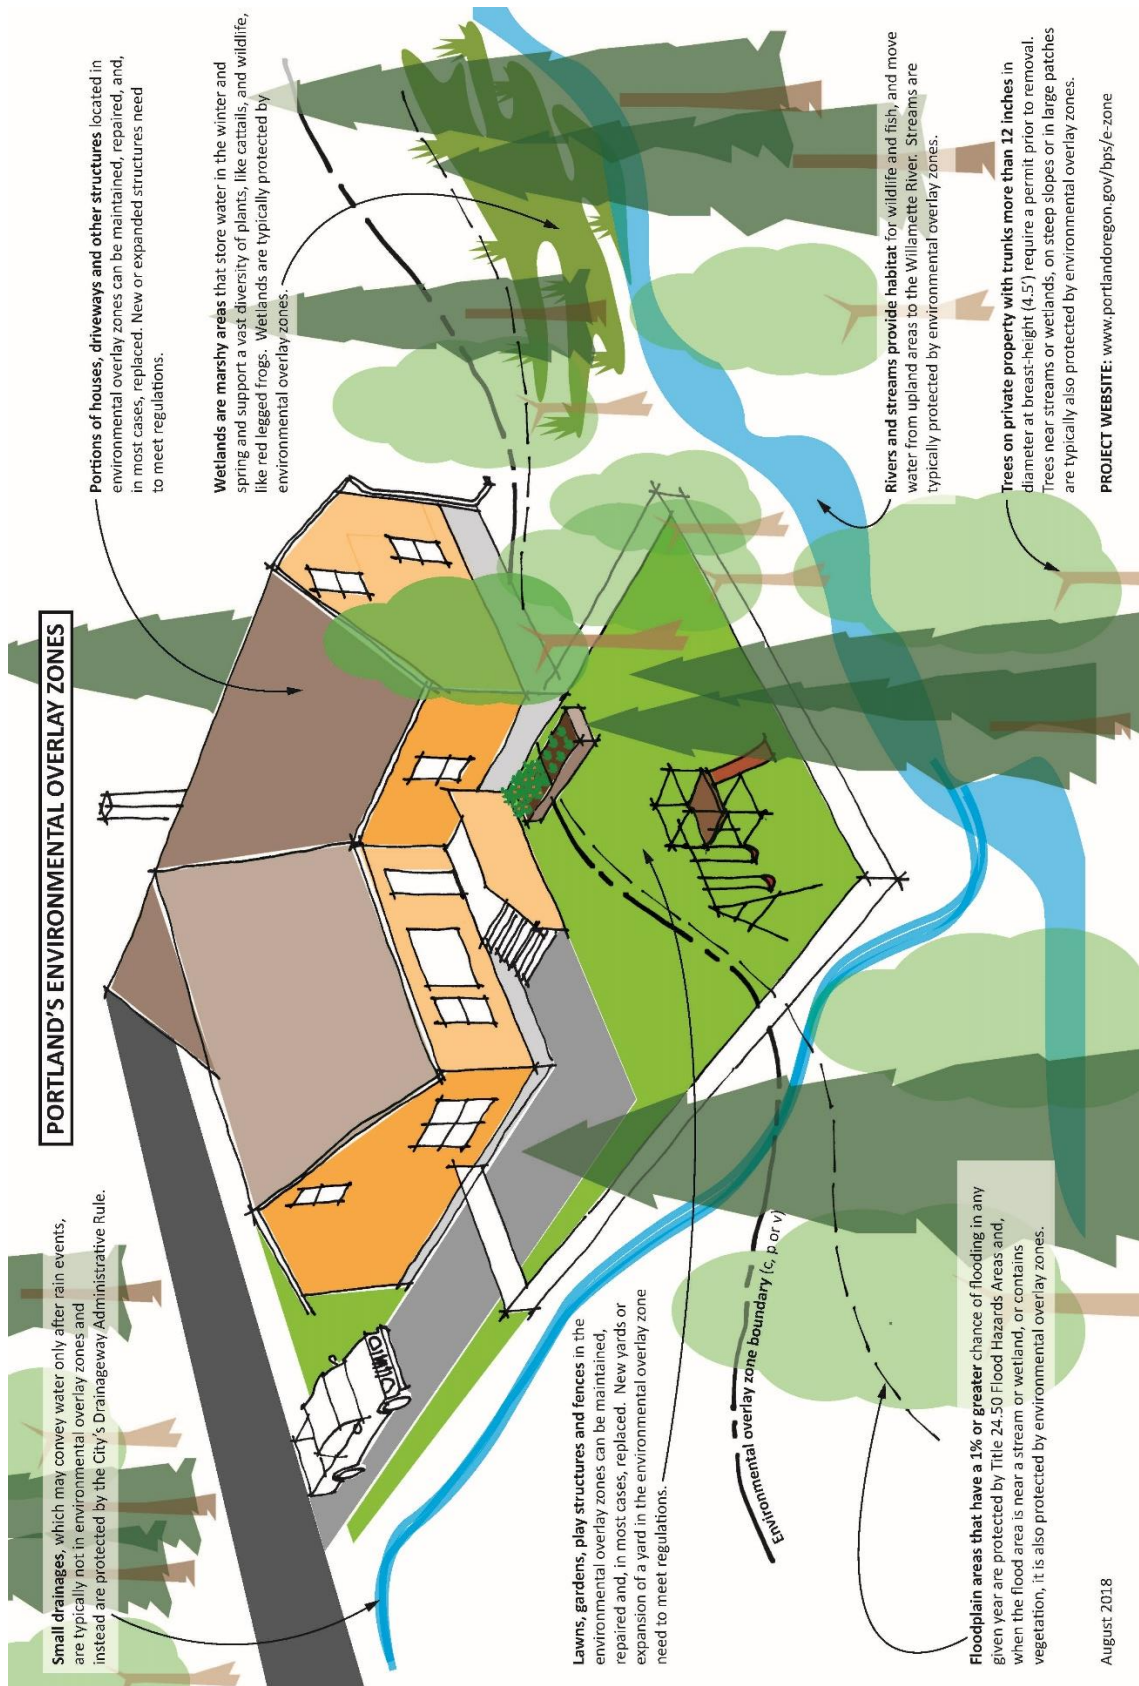 PORTLAND'S ENVIRONMENTAL OVERLAY ZONES
Small drainages, which may convey water only after rain events,
are typically not in environmental overlay zones and
instead are protected by the City's Drainageway Administrative Rule.
Portions of houses, driveways and other structures located in
environmental overlay zones can be maintained, repaired, and,
in most cases, replaced. New or expanded structures need
to meet regulations.
Wetlands are marshy areas that store water in the winter and
spring and support a vast diversity of plants, like cattails, and wildlife,
like red legged frogs. Wetlands are typically protected by
environmental overlay zones.
Lawns, gardens, play structures and fences in the
environmental overlay zones can be maintained,
repaired and, in most cases, replaced. New yards or
expansion of a yard in the environmental overlay zone
need to meet regulations.
Environmental overlay zone boundary (c, p or v)
Rivers and streams provide habitat for wildlife and fish, and move
water from upland areas to the Willamette River. Streams are
typically protected by environmental overlay zones.
Floodplain areas that have a 1% or greater chance of flooding in any
given year are protected by Title 24.50 Flood Hazards Areas and,
when the flood area is near a stream or wetland, or contains
vegetation, it is also protected by environmental overlay zones.
Trees on private property with trunks more than 12 inches in
diameter at breast-height (4.5') require a permit prior to removal.
Trees near streams or wetlands, on steep slopes or in large patches
are typically also protected by environmental overlay zones.
August 2018
PROJECT WEBSITE: www.portlandoregon.gov/bps/e-zone